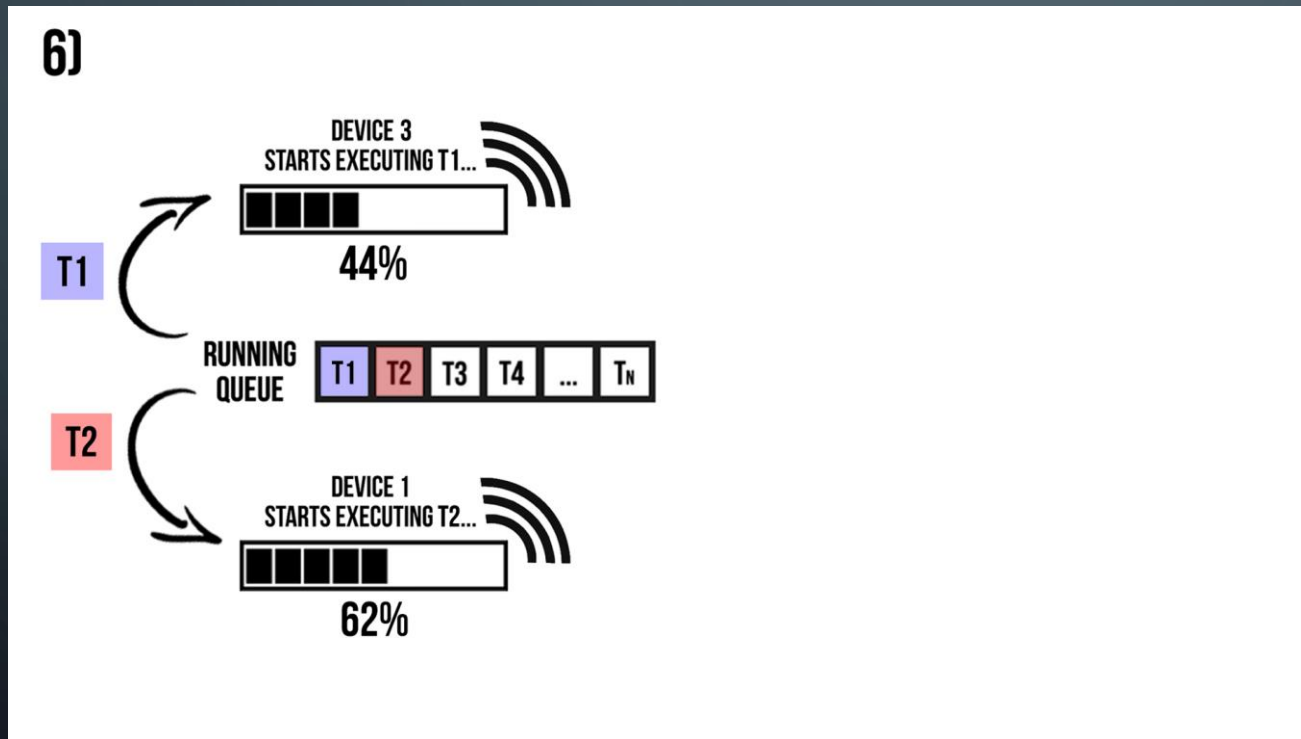 6)
DEVICE 3
STARTS EXECUTING T1...
44%
T1
RUNNING
QUEUE
T1 T2 T3 T4 ... TN
T2
DEVICE 1
STARTS EXECUTING T2...
62%